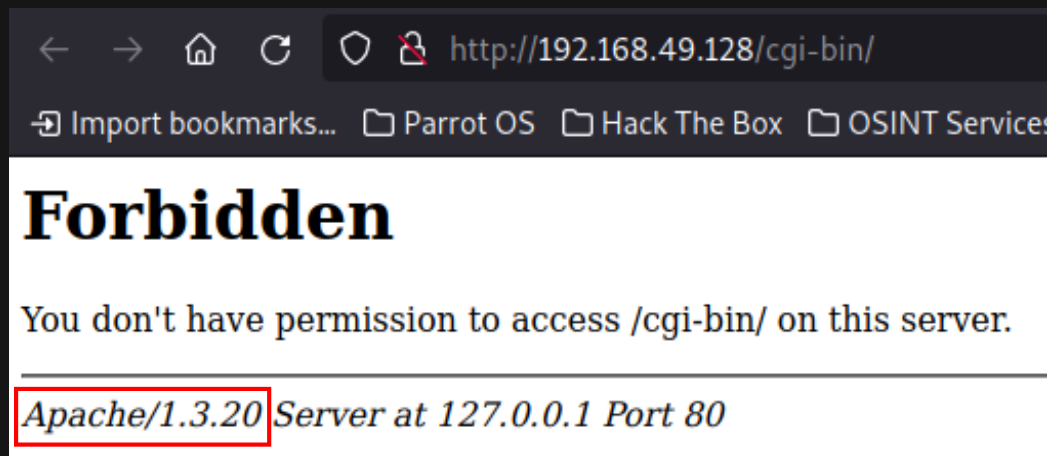 http://192.168.49.128/cgi-bin/
Import bookmarks... Parrot OS Hack The Box OSINT Services
Forbidden
You don't have permission to access /cgi-bin/ on this server.
Apache/1.3.20 Server at 127.0.0.1 Port 80